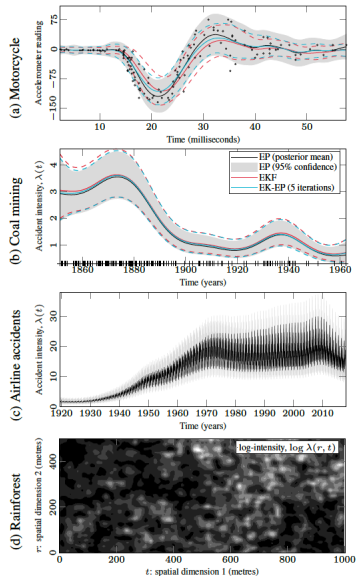 (a) Motorcycle
Accelerometer reading
75
0
−75
−150
10
20
30
40
50
Time (milliseconds)
(b) Coal mining
Accident intensity, λ(t)
4
3
2
1
EP (posterior mean)
EP (95% confidence)
EKF
EK-EP (5 iterations)
1860
1880
1900
1920
1940
1960
Time (years)
(c) Airline accidents
Accident intensity, λ(t)
30
20
10
0
1920
1930
1940
1950
1960
1970
1980
1990
2000
2010
Time (years)
(d) Rainforest
r: spatial dimension 2 (metres)
400
200
0
log-intensity, log λ(r, t)
0
200
400
600
800
1000
t: spatial dimension 1 (metres)